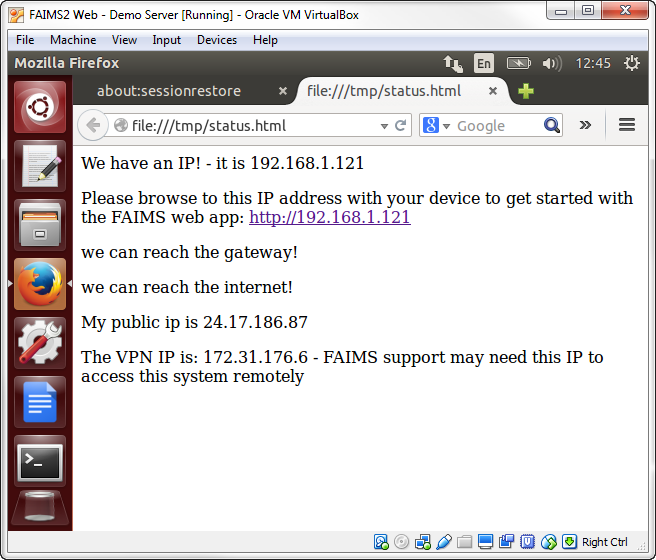 FAIMS2 Web - Demo Server [Running] - Oracle VM VirtualBox
File Machine View Input Devices Help
Mozilla Firefox En 12:45
about:sessionrestore file:///tmp/status.html
file:///tmp/status.html 8 Google
We have an IP! - it is 192.168.1.121
Please browse to this IP address with your device to get started with
the FAIMS web app: http://192.168.1.121
we can reach the gateway!
we can reach the internet!
My public ip is 24.17.186.87
The VPN IP is: 172.31.176.6 - FAIMS support may need this IP to
access this system remotely
Right Ctrl